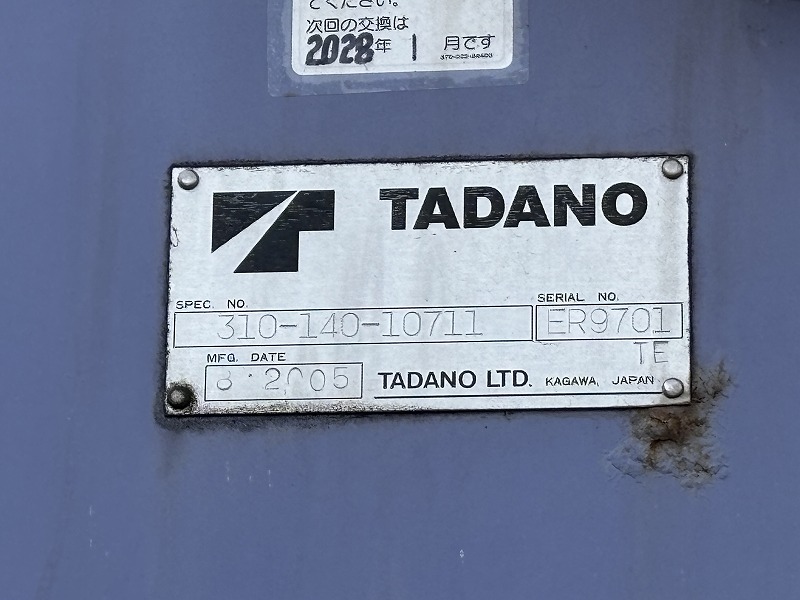 てください。
次回の交換は
2028年 1 月です
TADANO
SPEC. NO.
310-140-10711
SERIAL NO.
ER9701
TE
MFG. DATE
8 · 2005
TADANO LTD. KAGAWA, JAPAN